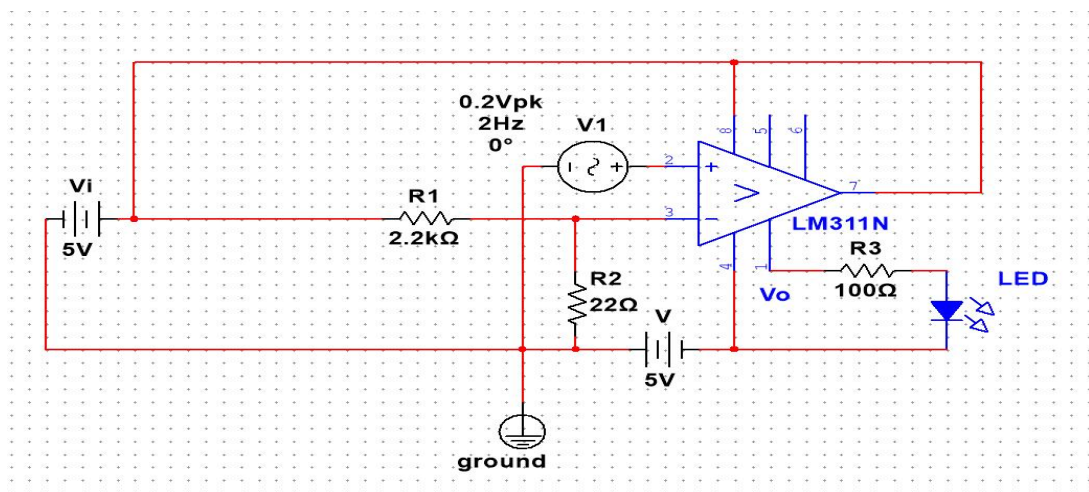 0.2Vpk
2Hz
0°
V1
8
5
6
2
+
7
Vi
5V
R1
2.2kΩ
3
−
LM311N
4
1
R2
22Ω
R3
100Ω
LED
Vo
V
5V
ground